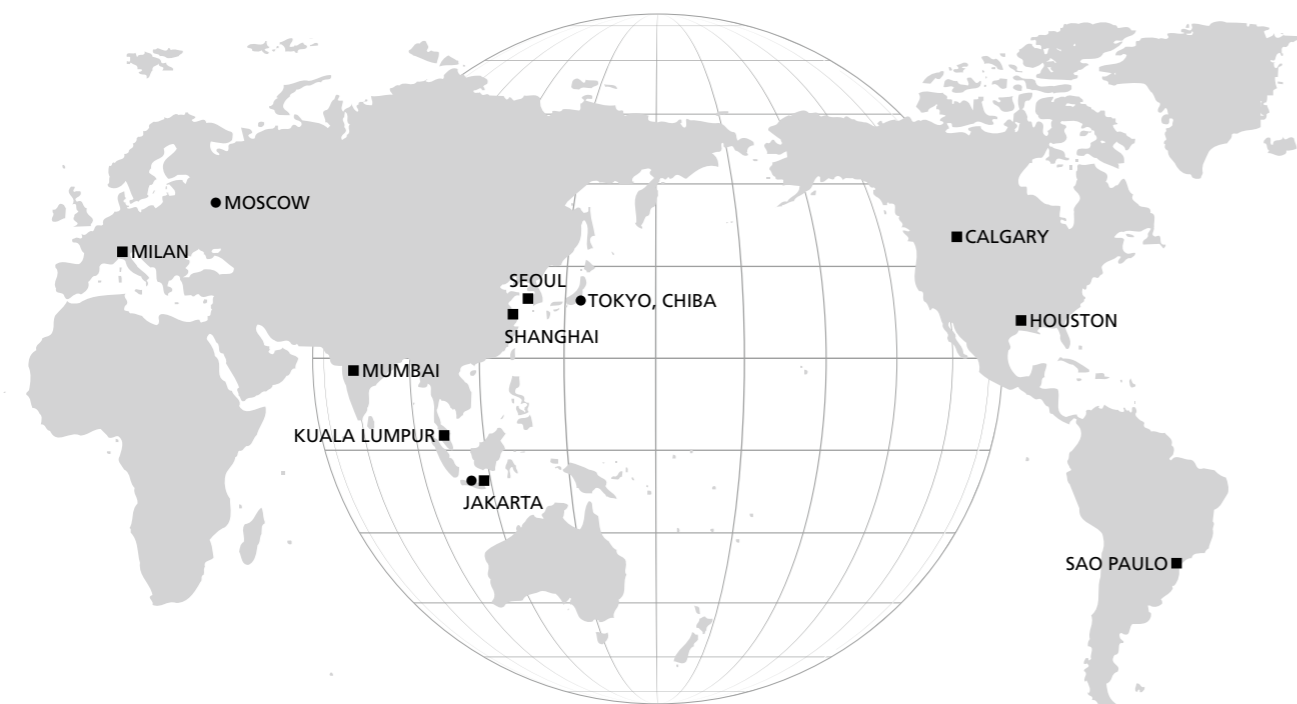 MOSCOW
CALGARY
MILAN
SEOUL
TOKYO, CHIBA
HOUSTON
SHANGHAI
MUMBAI
KUALA LUMPUR
JAKARTA
SAO PAULO